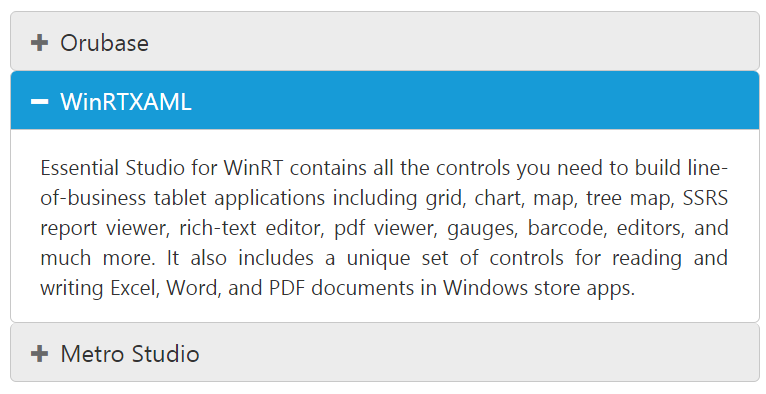 Orubase
WinRTXAML
Essential Studio for WinRT contains all the controls you need to build line-
of-business tablet applications including grid, chart, map, tree map, SSRS
report viewer, rich-text editor, pdf viewer, gauges, barcode, editors, and
much more. It also includes a unique set of controls for reading and
writing Excel, Word, and PDF documents in Windows store apps.
Metro Studio